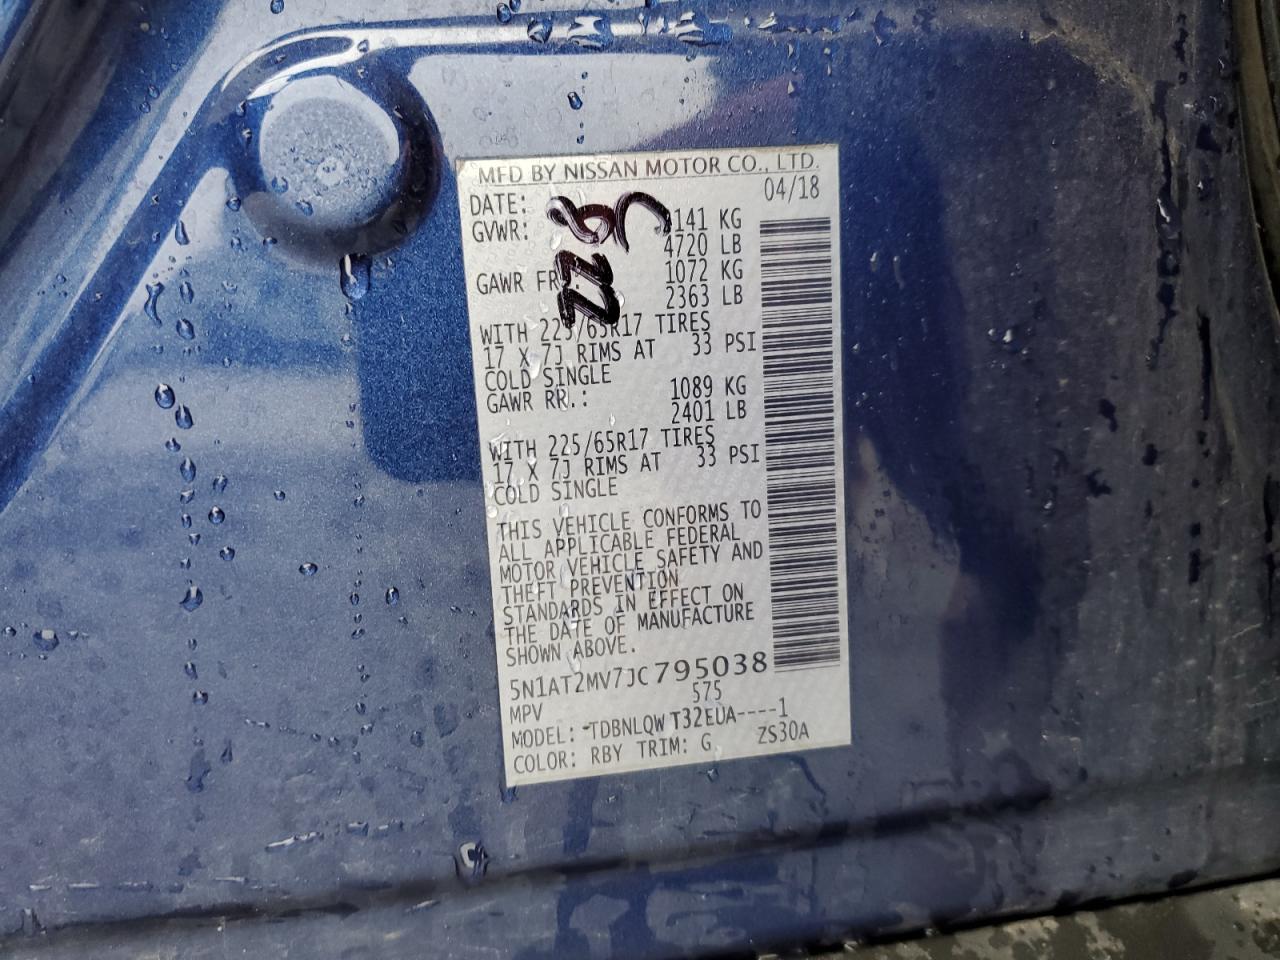 MFD BY NISSAN MOTOR CO., LTD.
DATE: 04/18
GVWR: 141 KG
4720 LB
GAWR FR 1072 KG
2363 LB
WITH 225/65R17 TIRES
17 X 7J RIMS AT 33 PSI
COLD SINGLE
GAWR RR.: 1089 KG
2401 LB
WITH 225/65R17 TIRES
17 X 7J RIMS AT 33 PSI
COLD SINGLE
THIS VEHICLE CONFORMS TO
ALL APPLICABLE FEDERAL
MOTOR VEHICLE SAFETY AND
THEFT PREVENTION
STANDARDS IN EFFECT ON
THE DATE OF MANUFACTURE
SHOWN ABOVE.
5N1AT2MV7JC795038
MPV 575
MODEL: -TDBNLQW T32EUA----1
COLOR: RBY TRIM: G ZS30A